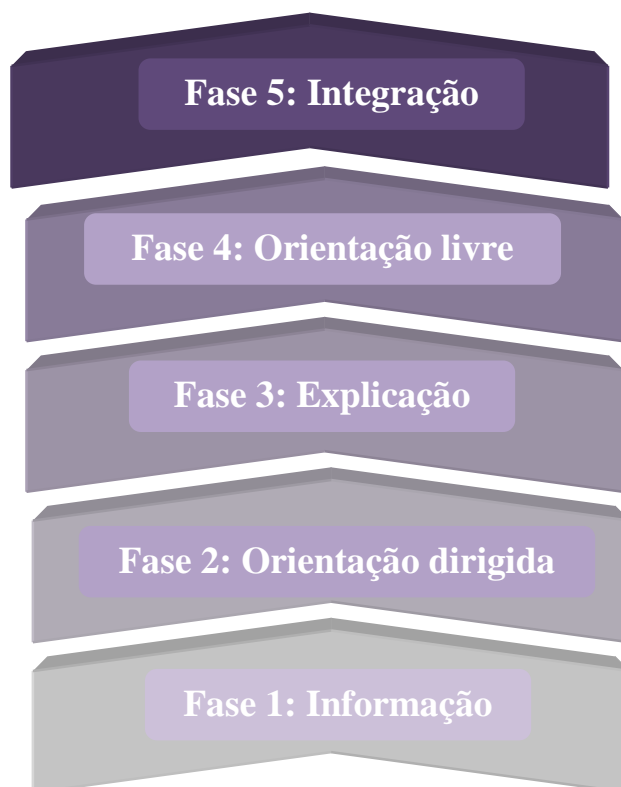 Fase 5: Integração
Fase 4: Orientação livre
Fase 3: Explicação
Fase 2: Orientação dirigida
Fase 1: Informação